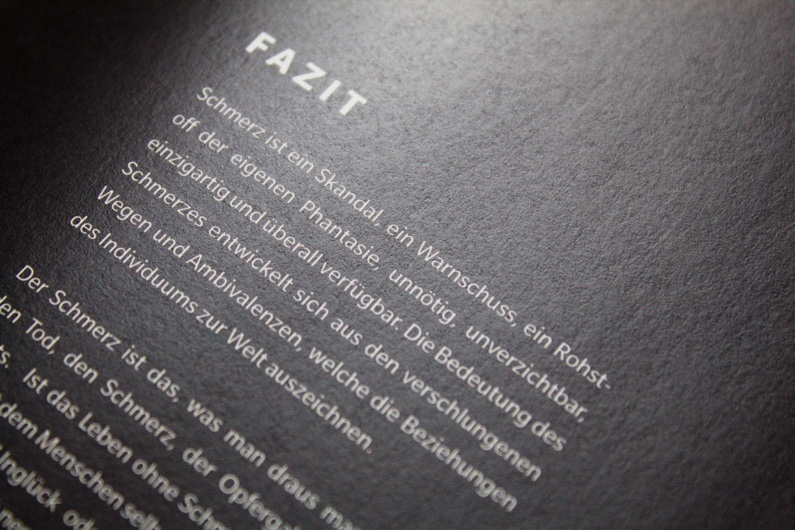 FAZIT
Schmerz ist ein Skandal, ein Warnschuss, ein Rohst-
off der eigenen Phantasie, unnötig, unverzichtbar,
einzigartig und überall verfügbar. Die Bedeutung des
Schmerzes entwickelt sich aus den verschlungenen
Wegen und Ambivalenzen, welche die Beziehungen
des Individuums zur Welt auszeichnen.
Der Schmerz ist das, was man draus
den Tod, den Schmerz, der
Ist das Leben ohne
dem Menschen